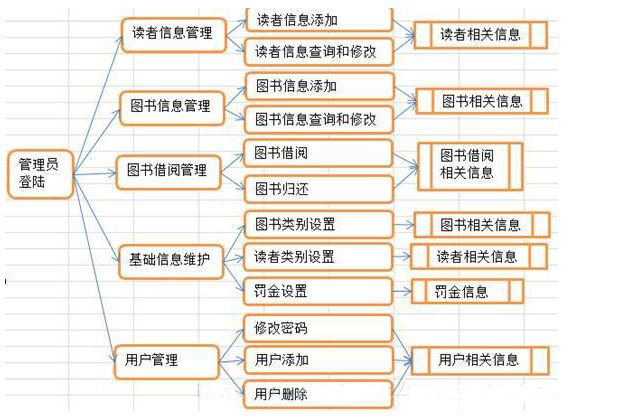 管理员
登陆
读者信息管理
读者信息添加
读者信息查询和修改
读者相关信息
图书信息管理
图书信息添加
图书信息查询和修改
图书相关信息
图书借阅管理
图书借阅
图书归还
图书借阅
相关信息
基础信息维护
图书类别设置
图书相关信息
读者类别设置
读者相关信息
罚金设置
罚金信息
用户管理
修改密码
用户添加
用户删除
用户相关信息